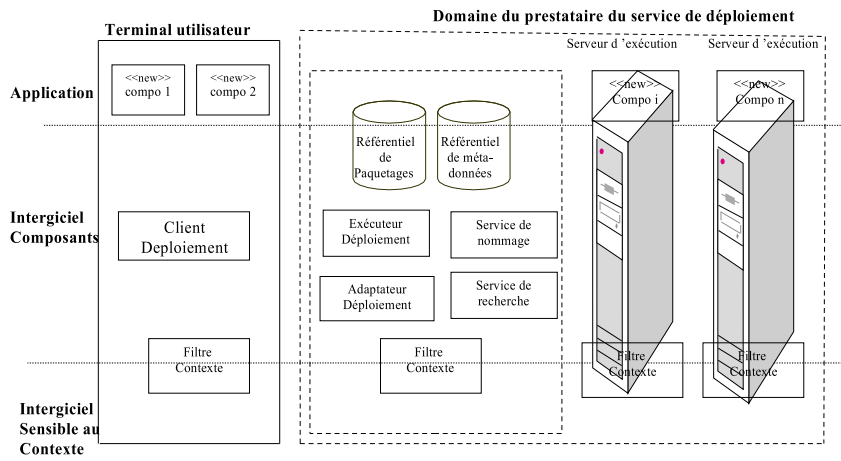 Domaine du prestataire du service de déploiement
Terminal utilisateur
Serveur d ’exécution
Serveur d ’exécution
Application
<<new>>
compo 1
<<new>>
compo 2
<<new>>
Compo i
<<new>>
Compo n
Référentiel
de
Paquetages
Référentiel
de méta-
données
Intergiciel
Composants
Client
Deploiement
Exécuteur
Déploiement
Service de
nommage
Adaptateur
Déploiement
Service de
recherche
Filtre
Contexte
Filtre
Contexte
Filtre
Contexte
Filtre
Contexte
Intergiciel
Sensible au
Contexte